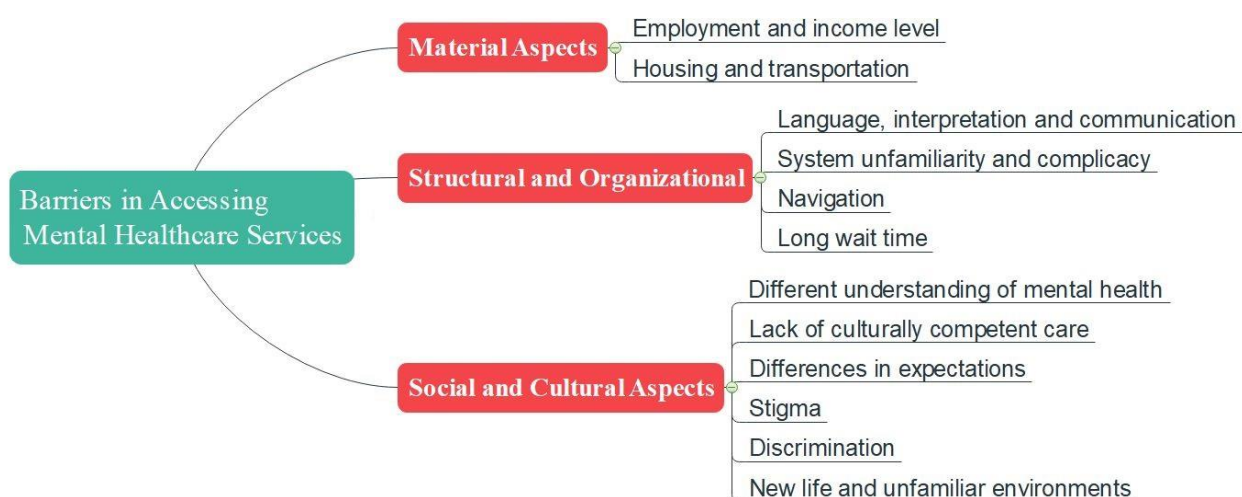 Barriers in Accessing
Mental Healthcare Services
Material Aspects
Employment and income level
Housing and transportation
Structural and Organizational
Language, interpretation and communication
System unfamiliarity and complicacy
Navigation
Long wait time
Social and Cultural Aspects
Different understanding of mental health
Lack of culturally competent care
Differences in expectations
Stigma
Discrimination
New life and unfamiliar environments